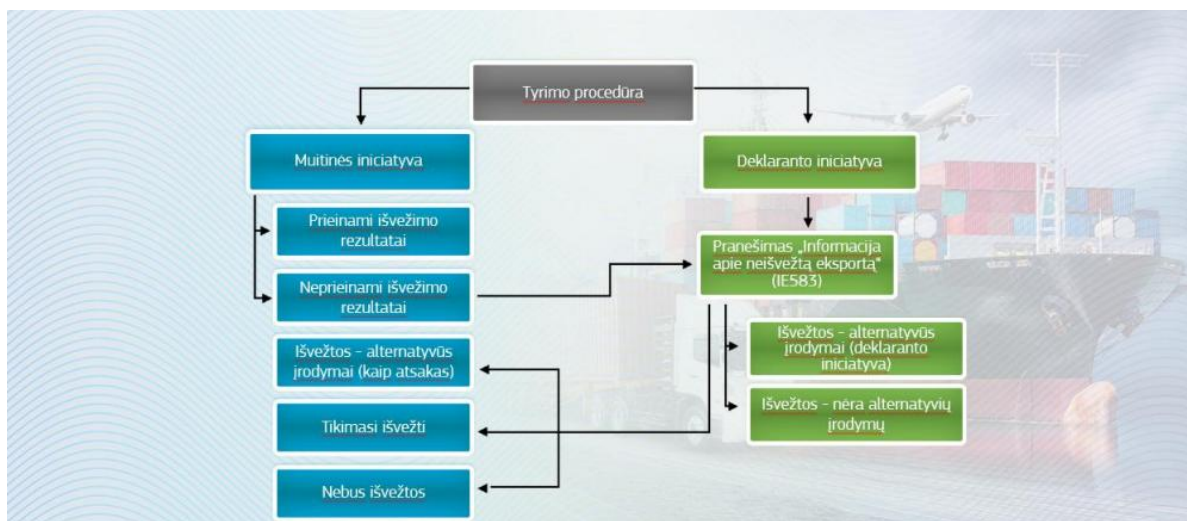 Tyrimo procedūra
Muitinės iniciatyva
Deklaranto iniciatyva
Prieinami išvežimo
rezultatai
Neprieinami išvežimo
rezultatai
Išvežtos – alternatyvūs
įrodymai (kaip atsakas)
Tikimasi išvežti
Nebus išvežtos
Pranešimas „Informacija
apie neišvežtą eksportą“
(IE583)
Išvežtos – alternatyvūs
įrodymai (deklaranto
iniciatyva)
Išvežtos – nėra alternatyvių
įrodymų